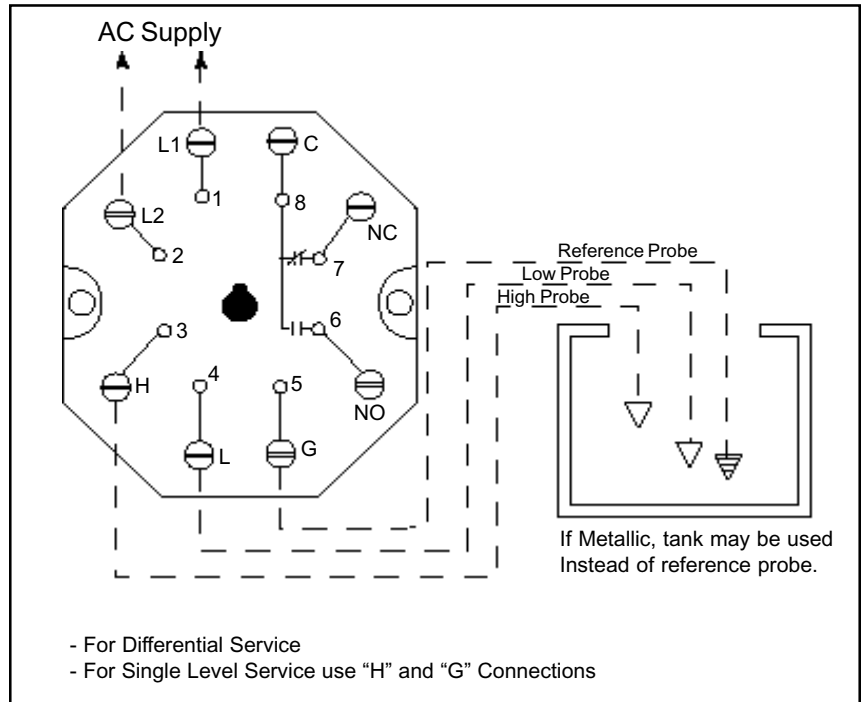 AC Supply
L1
C
1
8
L2
NC
2
7
Reference Probe
Low Probe
High Probe
3
6
4
5
H
NO
L
G
If Metallic, tank may be used
Instead of reference probe.
- For Differential Service
- For Single Level Service use “H” and “G” Connections